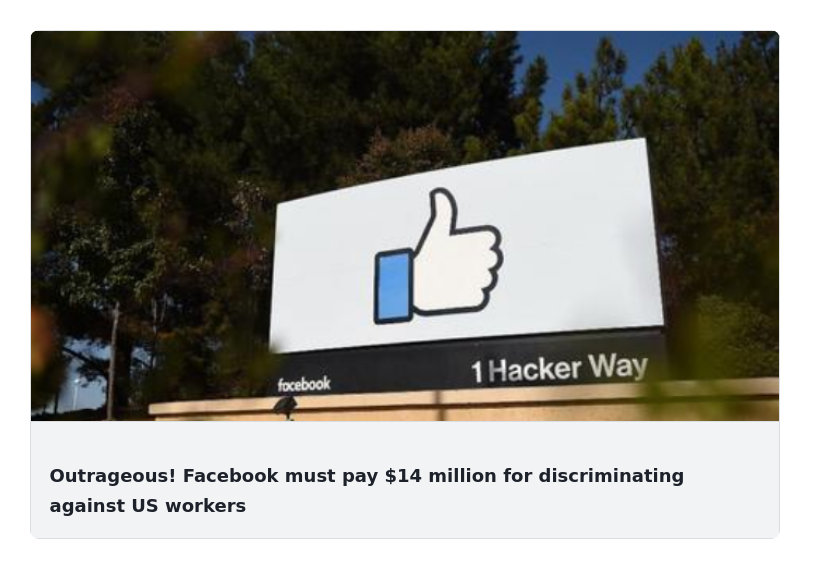 facebook
1 Hacker Way
Outrageous! Facebook must pay $14 million for discriminating
against US workers